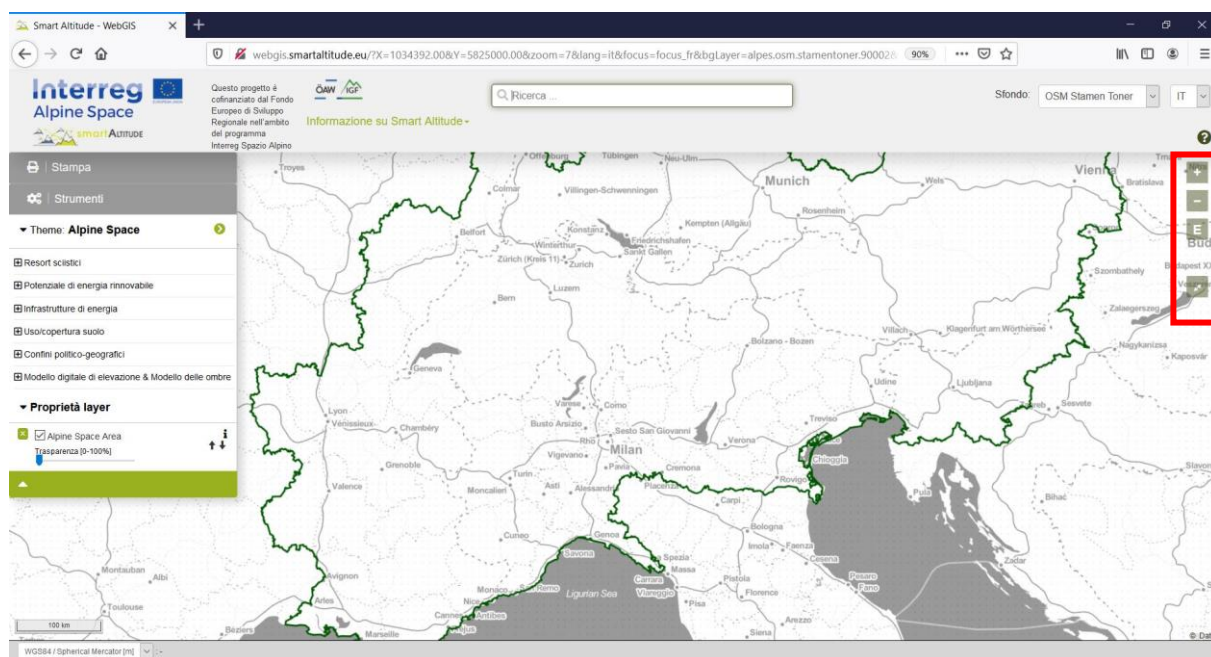 Smart Altitude - WebGIS
webgis.smartaltitude.eu/?X=1034392.00&Y=5825000.00&zoom=7&lang=it&focus=focus_fr&bgLayer=alpes.osm.stamentoner.90002
90%
Interreg
Alpine Space
smartALTITUDE
Questo progetto è
cofinanziato dal Fondo
Europeo di Sviluppo
Regionale nell'ambito
del programma
Interreg Spazio Alpino
ÖAW IGF
Informazione su Smart Altitude
Ricerca ...
Sfondo: OSM Stamen Toner
IT
Stampa
Strumenti
Theme: Alpine Space
Resort sciistici
Potenziale di energia rinnovabile
Infrastrutture di energia
Uso/copertura suolo
Confini politico-geografici
Modello digitale di elevazione & Modello delle ombre
Proprietà layer
Alpine Space Area
Trasparenza [0-100%]
+
−
E
Troyes
Offenburg
Tübingen
Neu-Ulm
Colmar
Villingen-Schwenningen
Munich
Wels
Vienna
Bratislava
Rosenheim
Belfort
Konstanz
Kempten (Allgäu)
Friedrichshafen
Winterthur
Sankt Gallen
Zürich (Kreis 11)
Zurich
Luzern
Bern
Szombathely
Zalaegerszeg
Villach
Klagenfurt am Wörthersee
Bolzano - Bozen
Nagykanizsa
Kaposvár
Geneva
Udine
Ljubljana
Lyon
Vénissieux
Chambéry
Varese
Como
Busto Arsizio
Sesto San Giovanni
Rho
Milan
Vigevano
Treviso
Verona
Sesvete
Chioggia
Grenoble
Turin
Pavia
Cremona
Rovigo
Valence
Moncalieri
Asti
Alessandria
Piacenza
Carpi
Pula
Bihać
Cuneo
Genoa
Bologna
Imola
Faenza
Savona
Spezia
Cesena
Zadar
Massa
Carrara
Montauban
Albi
Avignon
Monaco
San Remo
Ligurian Sea
Viareggio
Pistoia
Florence
Pesaro
Fano
Toulouse
Arles
Nice
Cannes
Antibes
Pisa
Arezzo
100 km
Béziers
Marseille
Siena
© Dat
WGS84 / Spherical Mercator [m]